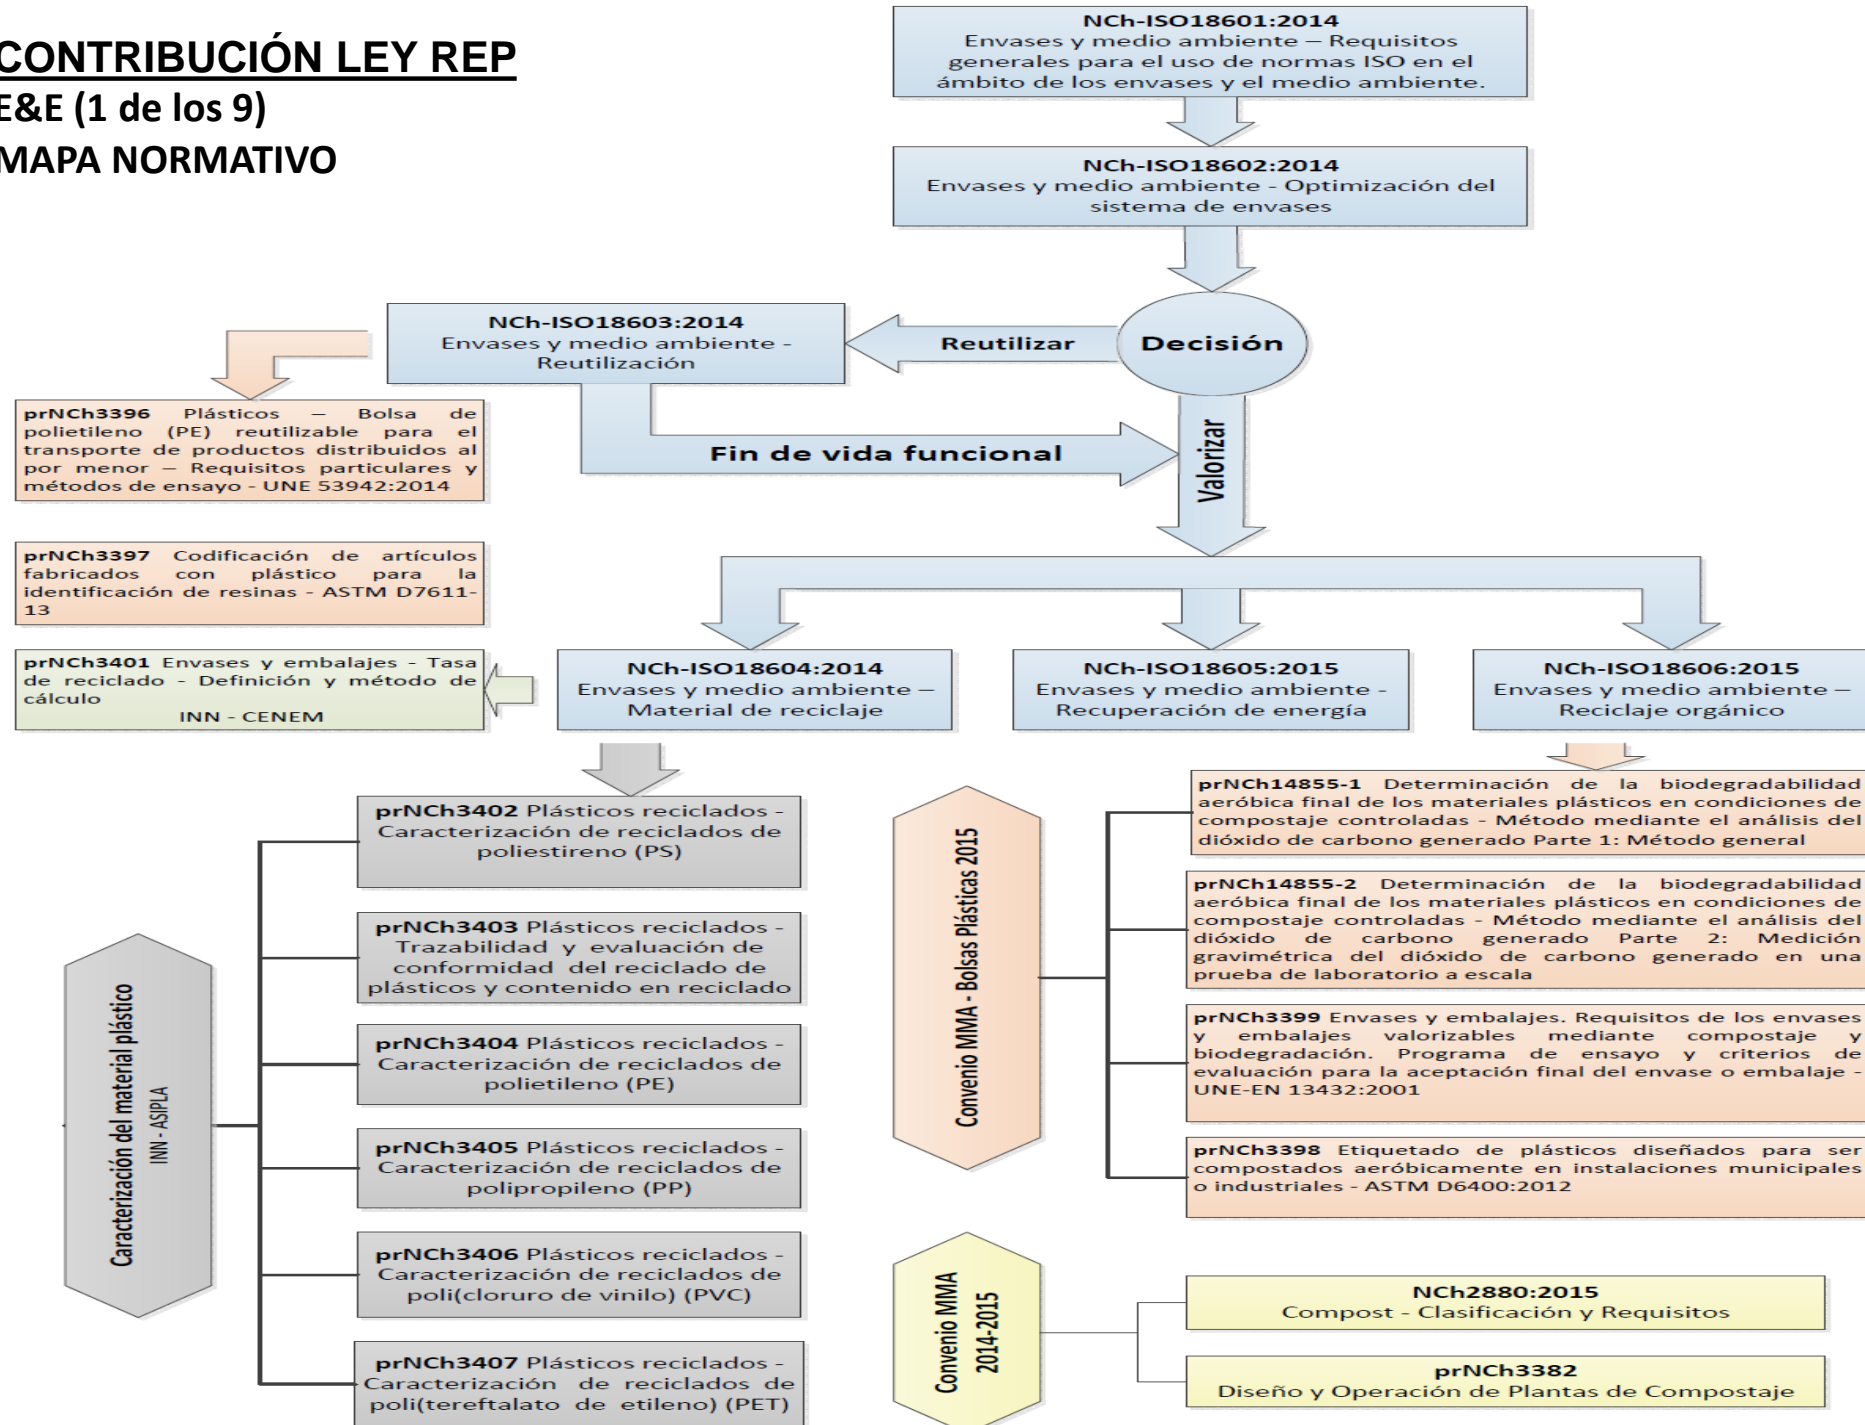 CONTRIBUCIÓN LEY REP
E&E (1 de los 9)
MAPA NORMATIVO
NCh-ISO18601:2014
Envases y medio ambiente – Requisitos
generales para el uso de normas ISO en el
ámbito de los envases y el medio ambiente.
NCh-ISO18602:2014
Envases y medio ambiente - Optimización del
sistema de envases
Decisión
Reutilizar
NCh-ISO18603:2014
Envases y medio ambiente -
Reutilización
Fin de vida funcional
Valorizar
prNCh3396 Plásticos – Bolsa de
polietileno (PE) reutilizable para el
transporte de productos distribuidos al
por menor – Requisitos particulares y
métodos de ensayo - UNE 53942:2014
prNCh3397 Codificación de artículos
fabricados con plástico para la
identificación de resinas - ASTM D7611-
13
prNCh3401 Envases y embalajes - Tasa
de reciclado - Definición y método de
cálculo
INN - CENEM
NCh-ISO18604:2014
Envases y medio ambiente –
Material de reciclaje
NCh-ISO18605:2015
Envases y medio ambiente -
Recuperación de energía
NCh-ISO18606:2015
Envases y medio ambiente –
Reciclaje orgánico
Caracterización del material plástico
INN - ASIPLA
prNCh3402 Plásticos reciclados -
Caracterización de reciclados de
poliestireno (PS)
prNCh3403 Plásticos reciclados -
Trazabilidad y evaluación de
conformidad del reciclado de
plásticos y contenido en reciclado
prNCh3404 Plásticos reciclados -
Caracterización de reciclados de
polietileno (PE)
prNCh3405 Plásticos reciclados -
Caracterización de reciclados de
polipropileno (PP)
prNCh3406 Plásticos reciclados -
Caracterización de reciclados de
poli(cloruro de vinilo) (PVC)
prNCh3407 Plásticos reciclados -
Caracterización de reciclados de
poli(tereftalato de etileno) (PET)
Convenio MMA - Bolsas Plásticas 2015
prNCh14855-1 Determinación de la biodegradabilidad
aeróbica final de los materiales plásticos en condiciones de
compostaje controladas - Método mediante el análisis del
dióxido de carbono generado Parte 1: Método general
prNCh14855-2 Determinación de la biodegradabilidad
aeróbica final de los materiales plásticos en condiciones de
compostaje controladas - Método mediante el análisis del
dióxido de carbono generado Parte 2: Medición
gravimétrica del dióxido de carbono generado en una
prueba de laboratorio a escala
prNCh3399 Envases y embalajes. Requisitos de los envases
y embalajes valorizables mediante compostaje y
biodegradación. Programa de ensayo y criterios de
evaluación para la aceptación final del envase o embalaje -
UNE-EN 13432:2001
prNCh3398 Etiquetado de plásticos diseñados para ser
compostados aeróbicamente en instalaciones municipales
o industriales - ASTM D6400:2012
Convenio MMA
2014-2015
NCh2880:2015
Compost - Clasificación y Requisitos
prNCh3382
Diseño y Operación de Plantas de Compostaje